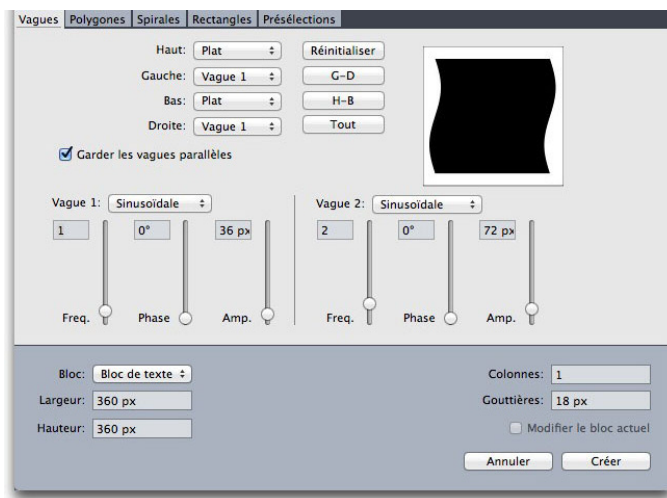 Vagues Polygones Spirales Rectangles Présélections
Haut: Plat Réinitialiser
Gauche: Vague 1 G-D
Bas: Plat H-B
Droite: Vague 1 Tout
Garder les vagues parallèles
Vague 1: Sinusoïdale Vague 2: Sinusoïdale
1 0° 36 px 2 0° 72 px
Freq. Phase Amp. Freq. Phase Amp.
Bloc: Bloc de texte Colonnes: 1
Largeur: 360 px Gouttières: 18 px
Hauteur: 360 px Modifier le bloc actuel
Annuler Créer